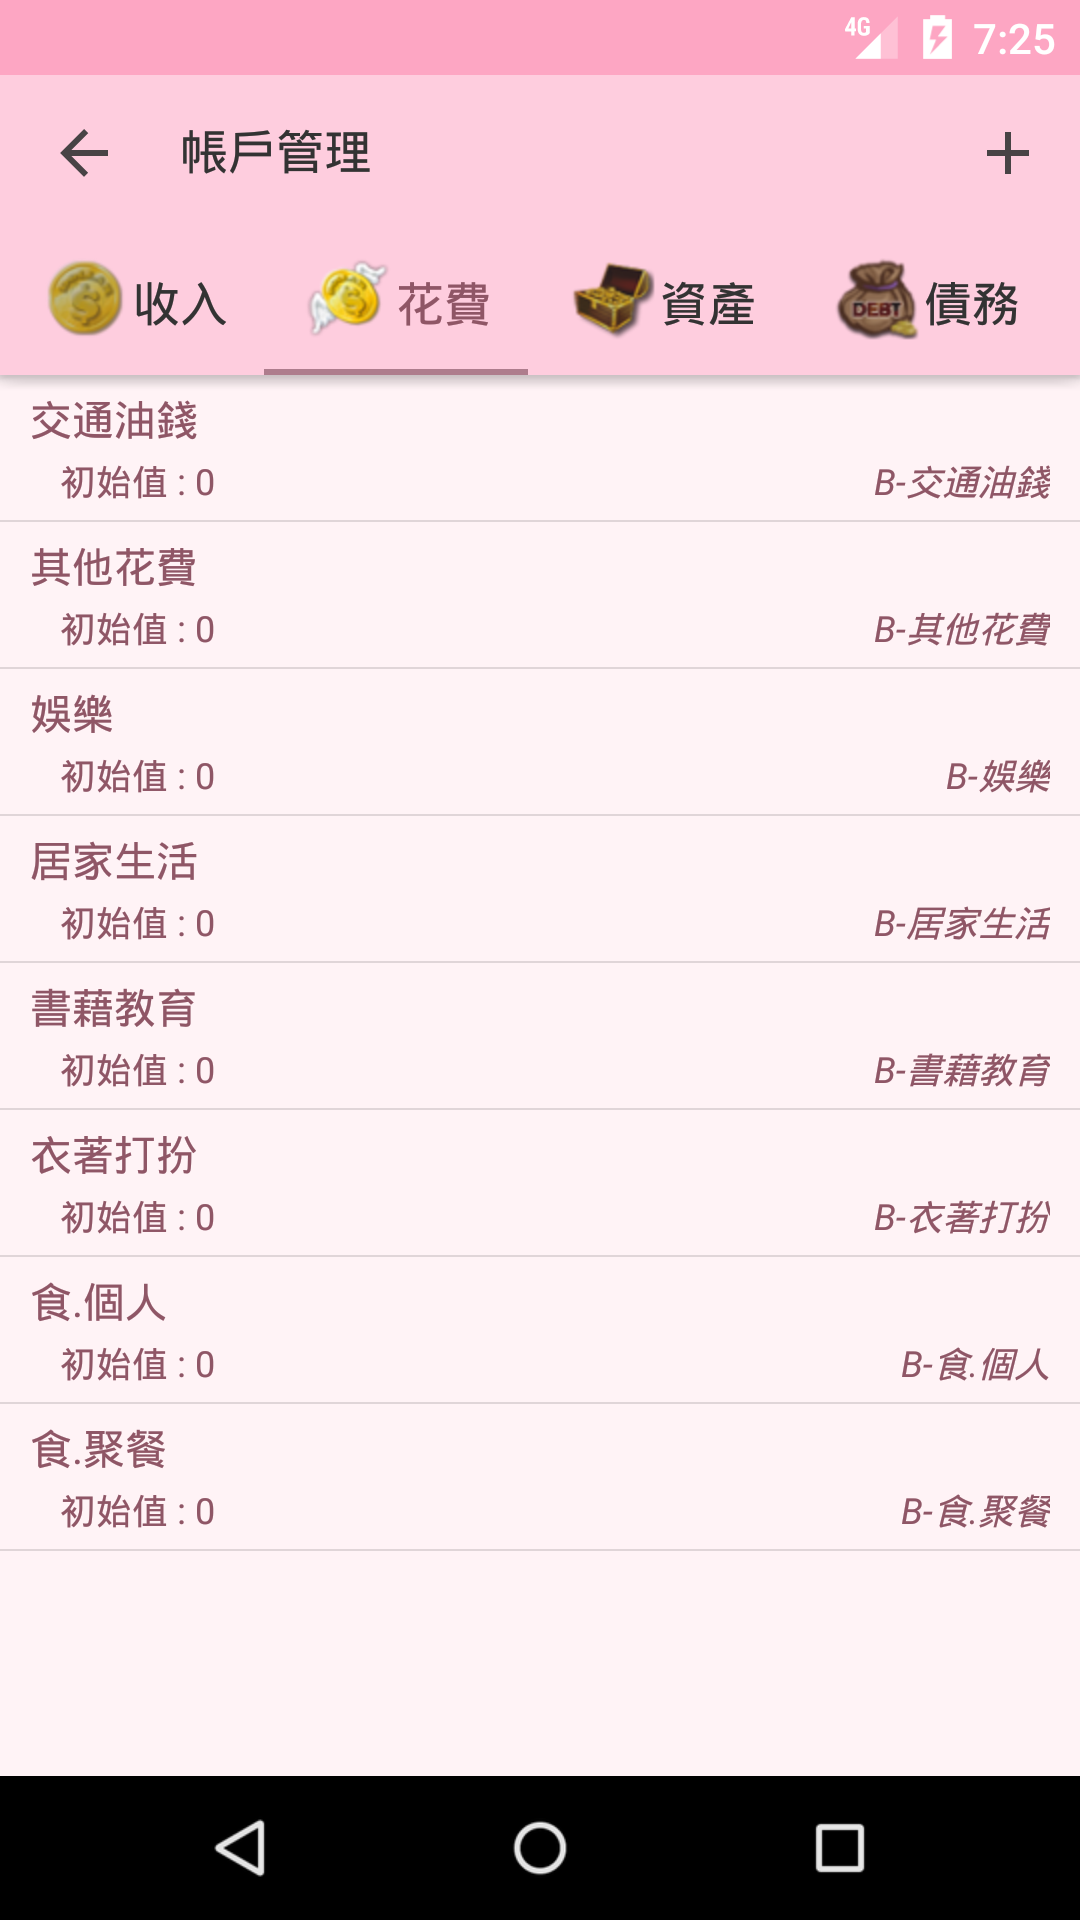 4G 7:25
帳戶管理
收入 花費 資產 DEBT 債務
交通油錢
初始值 : 0 B-交通油錢
其他花費
初始值 : 0 B-其他花費
娛樂
初始值 : 0 B-娛樂
居家生活
初始值 : 0 B-居家生活
書藉教育
初始值 : 0 B-書藉教育
衣著打扮
初始值 : 0 B-衣著打扮
食.個人
初始值 : 0 B-食.個人
食.聚餐
初始值 : 0 B-食.聚餐